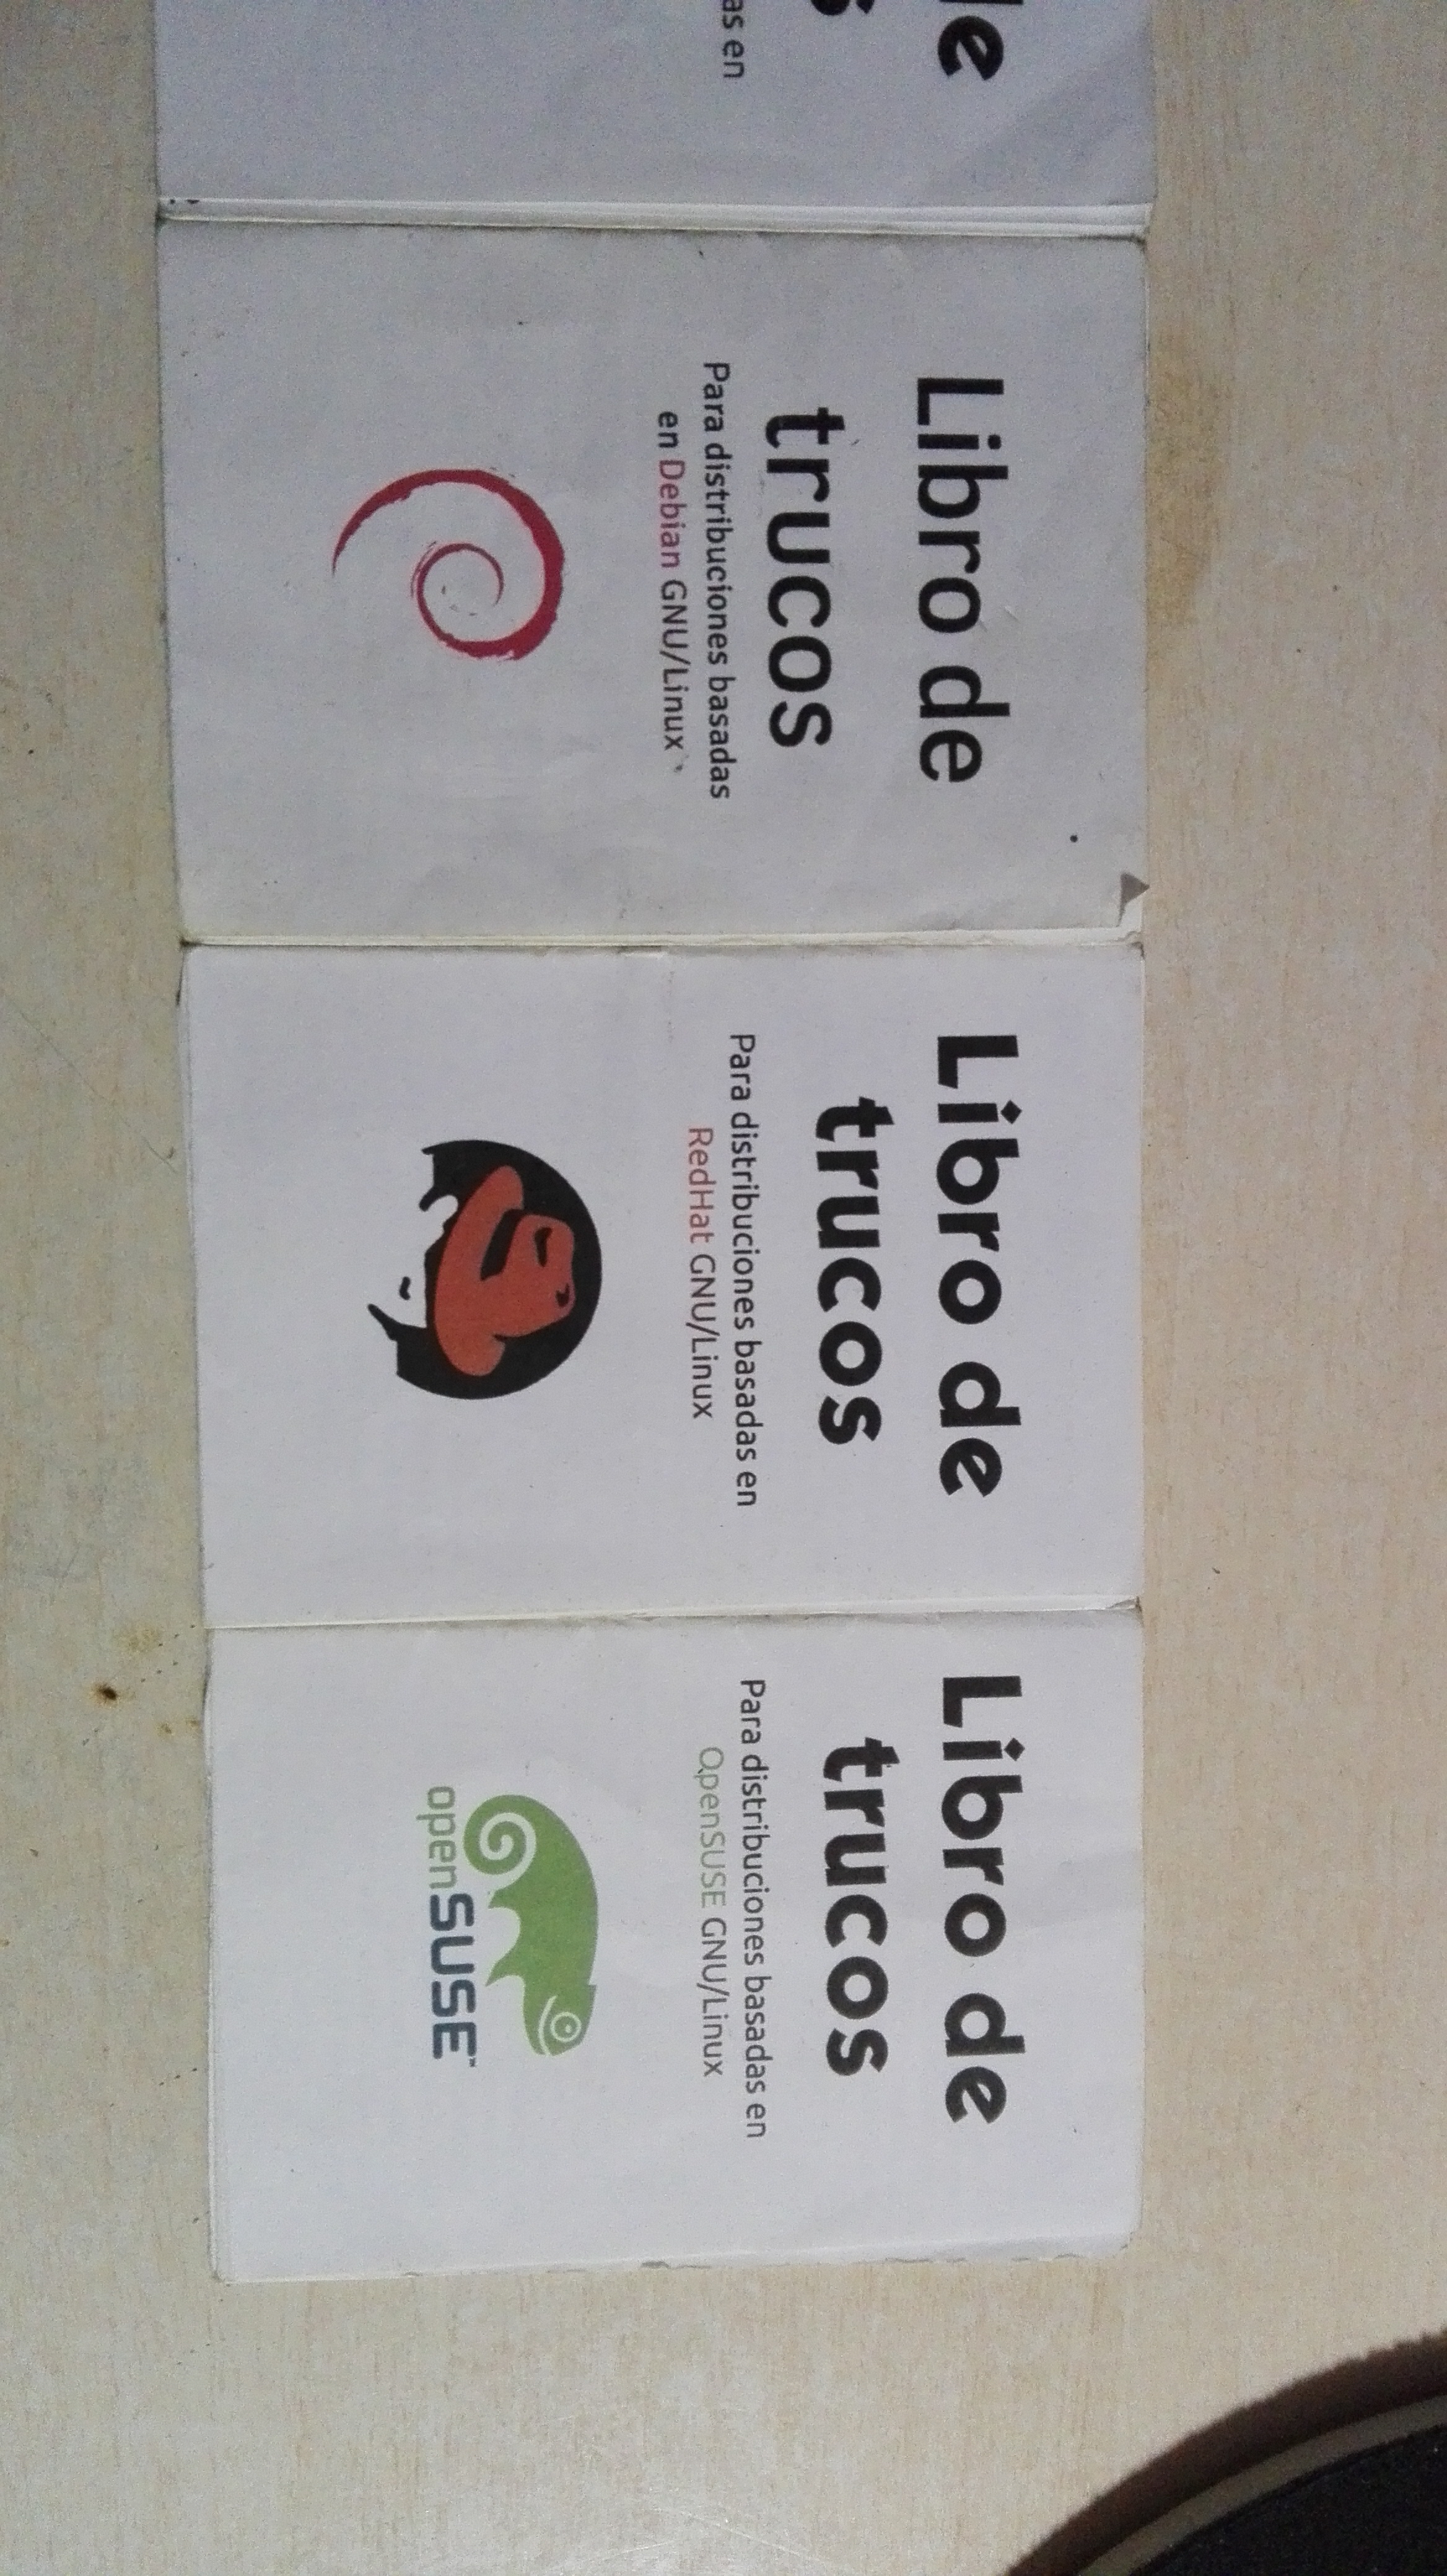 de
as en
Libro de
trucos
Para distribuciones basadas
en Debian GNU/Linux
Libro de
trucos
Para distribuciones basadas en
RedHat GNU/Linux
Libro de
trucos
Para distribuciones basadas en
OpenSUSE GNU/Linux
openSUSE™